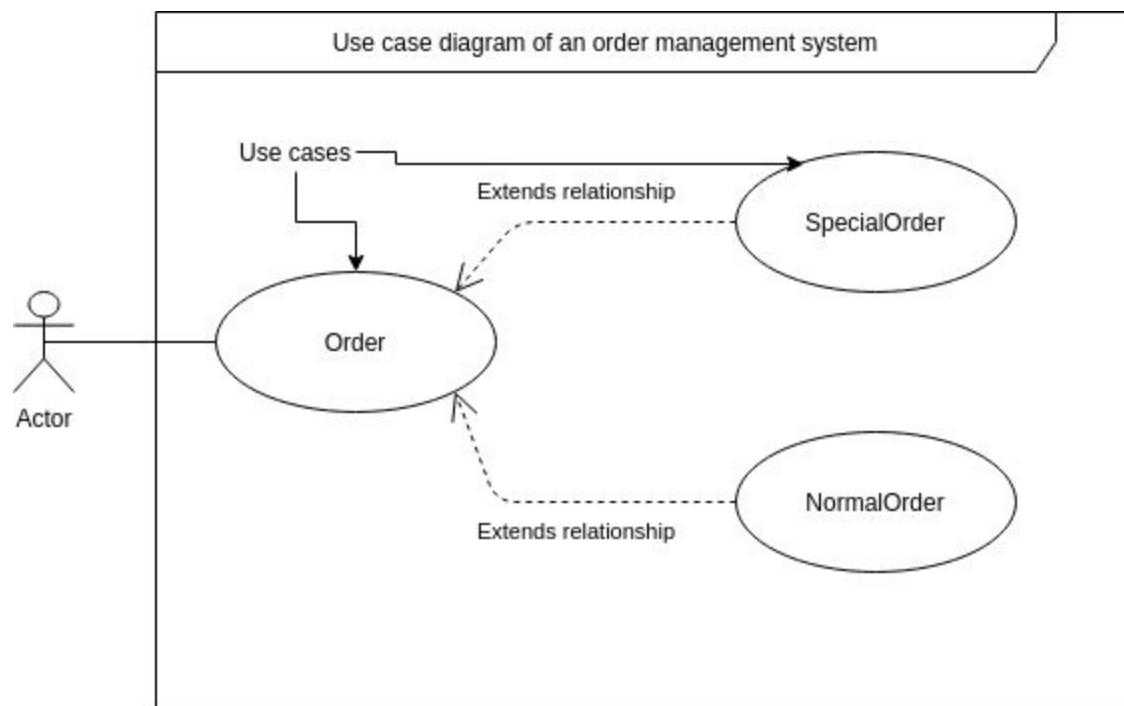 Use case diagram of an order management system
Use cases
Extends relationship
SpecialOrder
Order
Actor
NormalOrder
Extends relationship